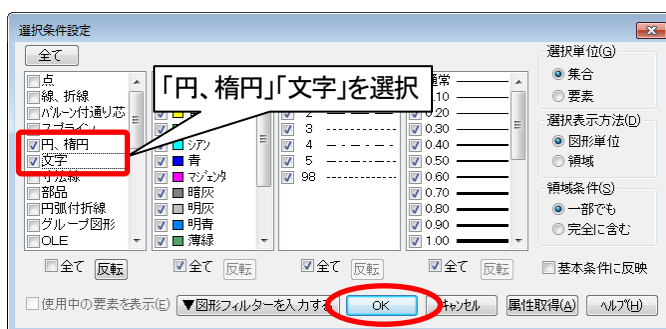 選択条件設定
全て
選択単位(G)
点
線、折線
バルーン付通り芯
スプライン
円、楕円
文字
寸法線
部品
円弧付折線
グループ図形
OLE
「円、楕円」「文字」を選択
シアン
青
マジェンタ
暗灰
明灰
明青
薄緑
2
3
4
5
98
通常
0.10
0.20
0.30
0.40
0.50
0.60
0.70
0.80
0.90
1.00
集合
要素
選択表示方法(D)
図形単位
領域
領域条件(S)
一部でも
完全に含む
全て 反転 全て 反転 全て 反転 全て 反転 基本条件に反映
使用中の要素を表示(E) ▼図形フィルターを入力する OK キャンセル 属性取得(A) ヘルプ(H)